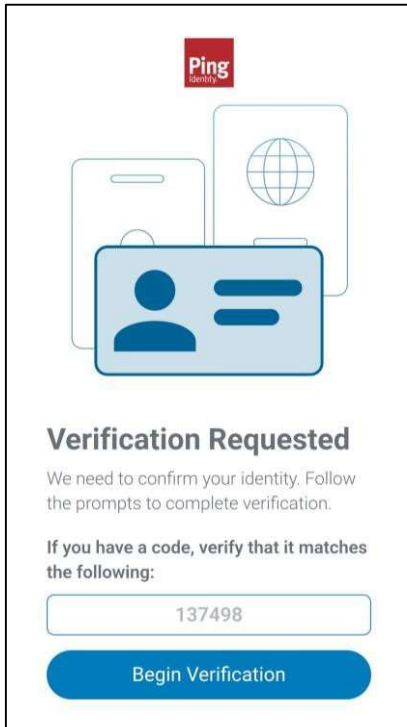 Ping
Identity.
Verification Requested
We need to confirm your identity. Follow
the prompts to complete verification.
If you have a code, verify that it matches
the following:
137498
Begin Verification